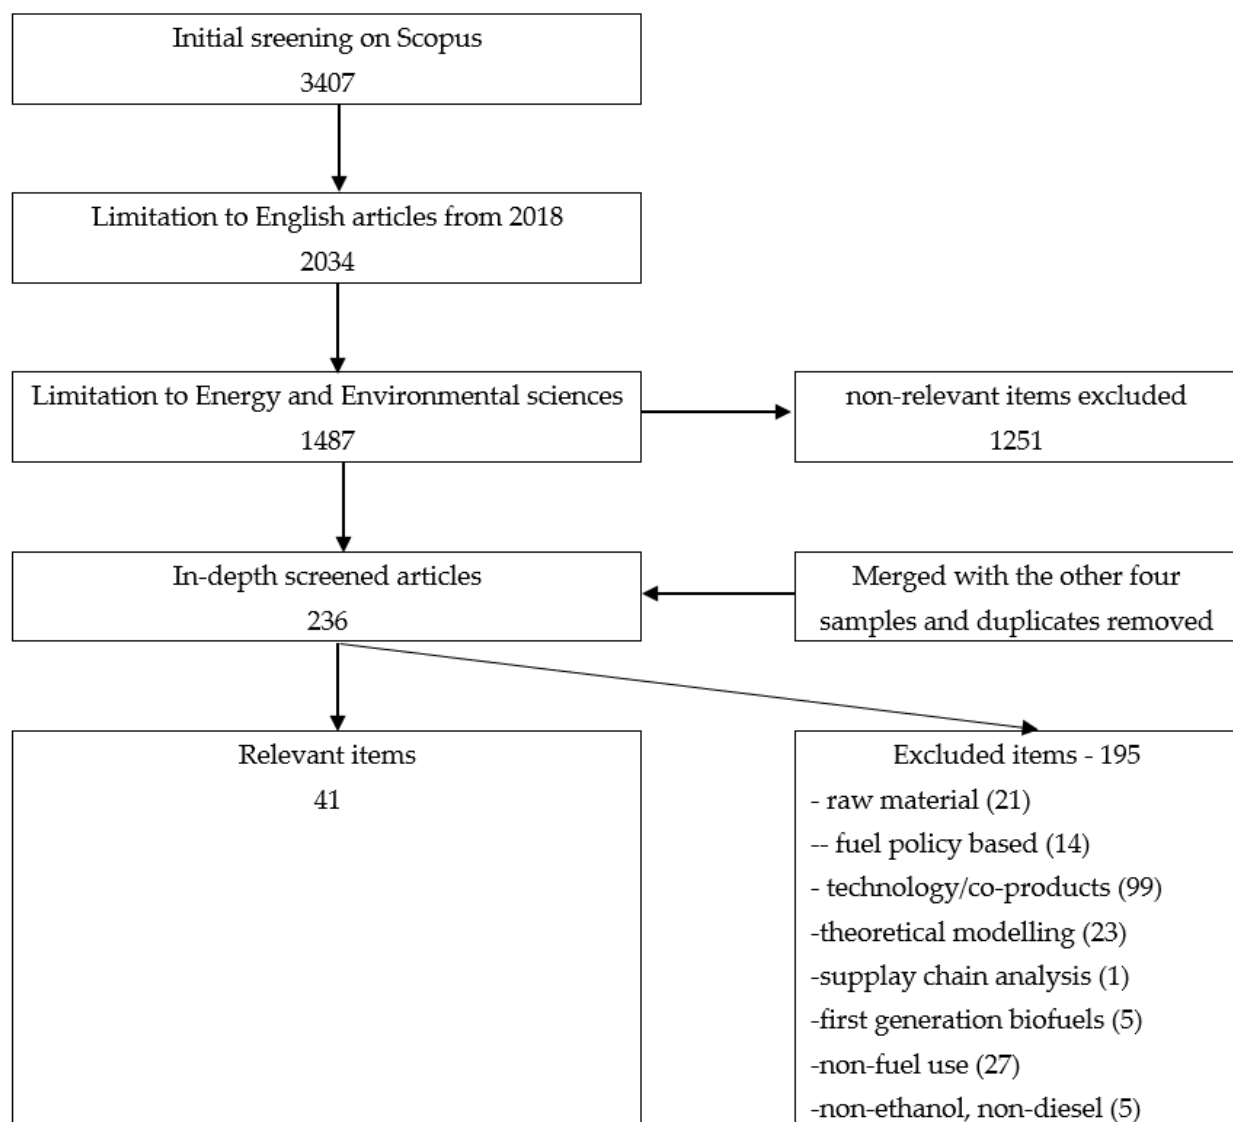 Initial sreening on Scopus
3407
Limitation to English articles from 2018
2034
Limitation to Energy and Environmental sciences
1487
non-relevant items excluded
1251
In-depth screened articles
236
Merged with the other four
samples and duplicates removed
Relevant items
41
Excluded items - 195
- raw material (21)
-- fuel policy based (14)
- technology/co-products (99)
-theoretical modelling (23)
-supplay chain analysis (1)
-first generation biofuels (5)
-non-fuel use (27)
-non-ethanol, non-diesel (5)